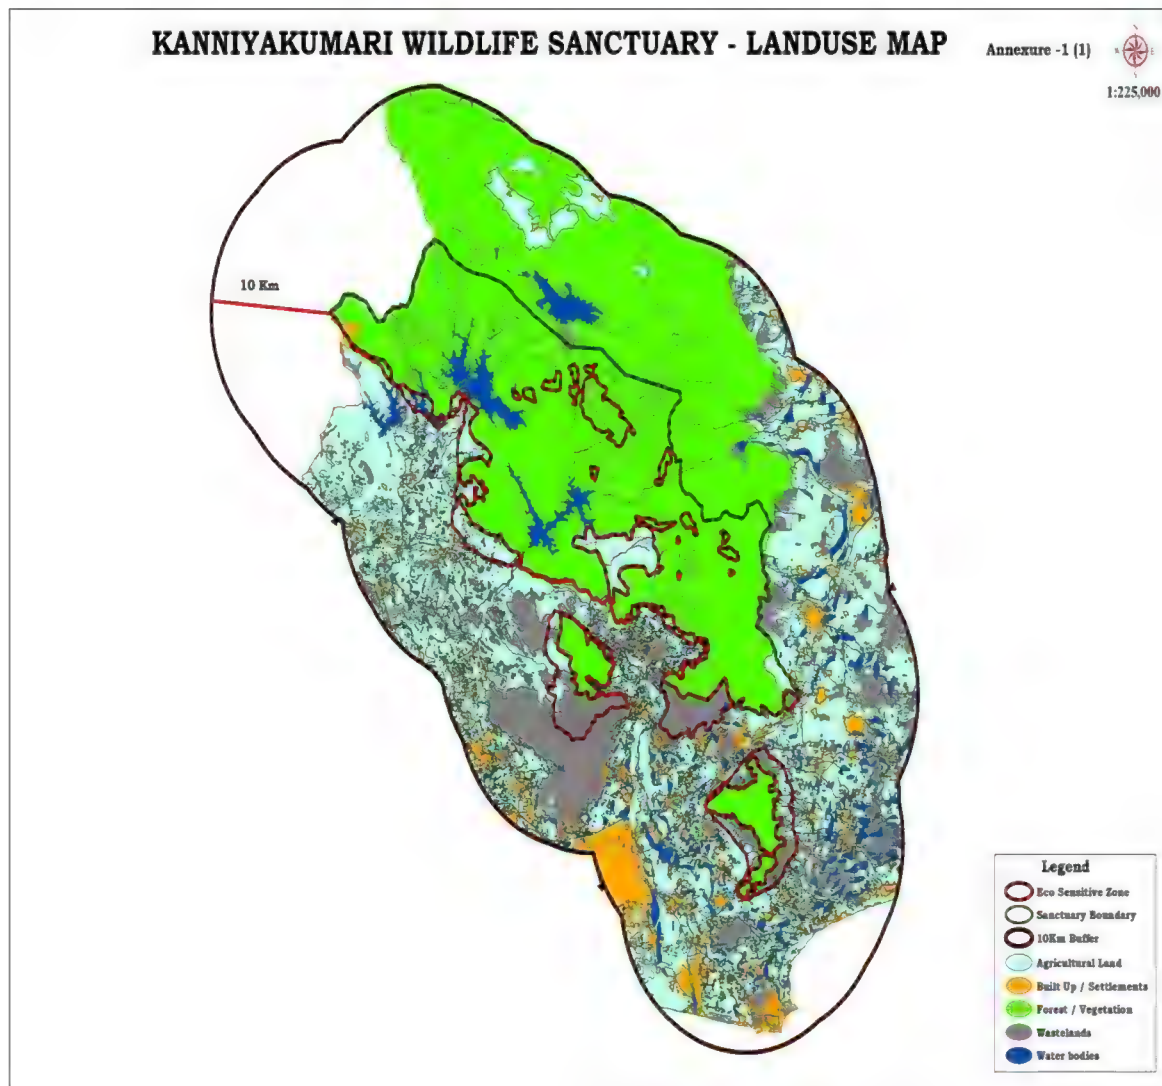 KANNIYAKUMARI WILDLIFE SANCTUARY - LANDUSE MAP
Annexure -1 (1)
1:225,000
10 Km
Legend
Eco Sensitive Zone
Sanctuary Boundary
10Km Buffer
Agricultural Land
Built Up / Settlements
Forest / Vegetation
Wastelands
Water bodies